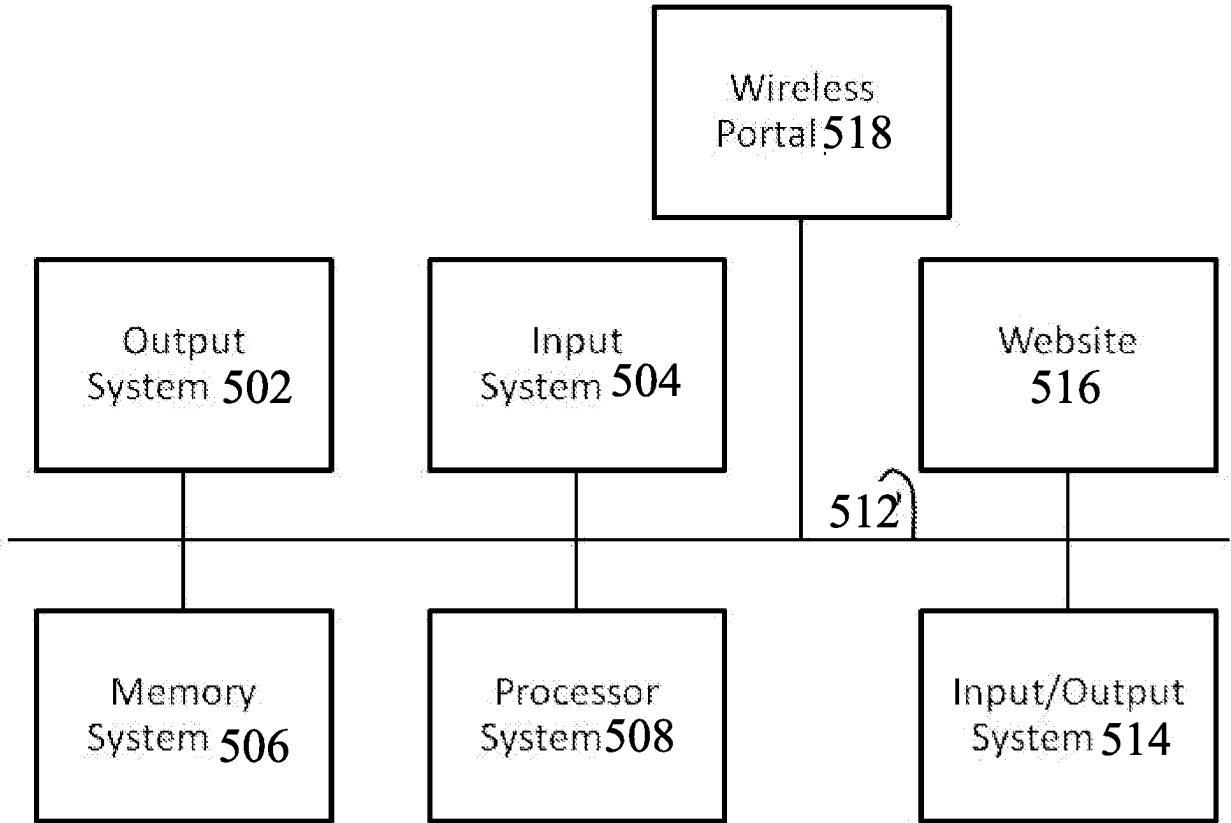 Wireless
Portal 518
Output
System 502
Input
System 504
Website
516
512
Memory
System 506
Processor
System 508
Input/Output
System 514